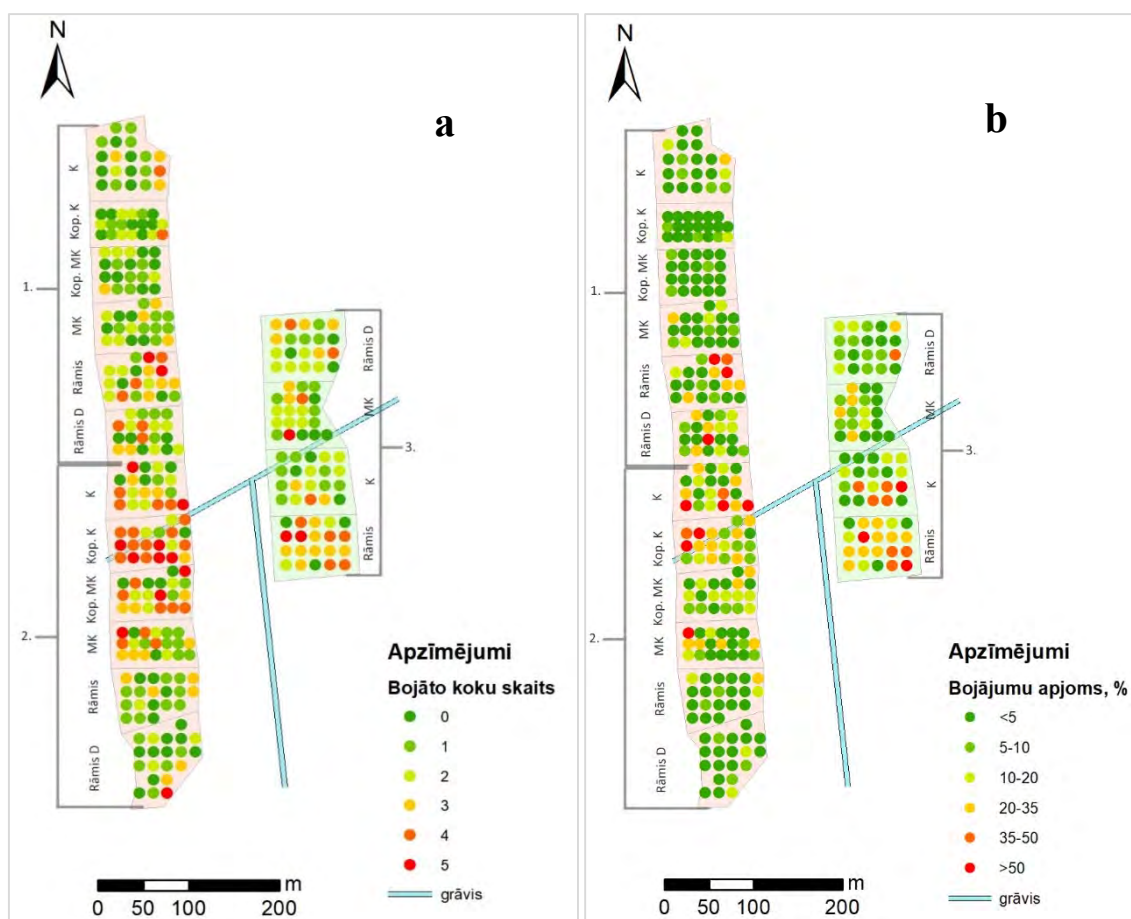 N
a
K
Kop. K
Kop. MK
MK
Rāmis
Rāmis D
K
Kop. K
Kop. MK
MK
Rāmis
Rāmis D
1.
2.
Rāmis D
MK
K
Rāmis
3.
Apzīmējumi
Bojāto koku skaits
0
1
2
3
4
5
grāvis
m
0 50 100 200
N
b
K
Kop. K
Kop. MK
MK
Rāmis
Rāmis D
K
Kop. K
Kop. MK
MK
Rāmis
Rāmis D
1.
2.
Rāmis D
MK
K
Rāmis
3.
Apzīmējumi
Bojājumu apjoms, %
<5
5-10
10-20
20-35
35-50
>50
grāvis
m
0 50 100 200